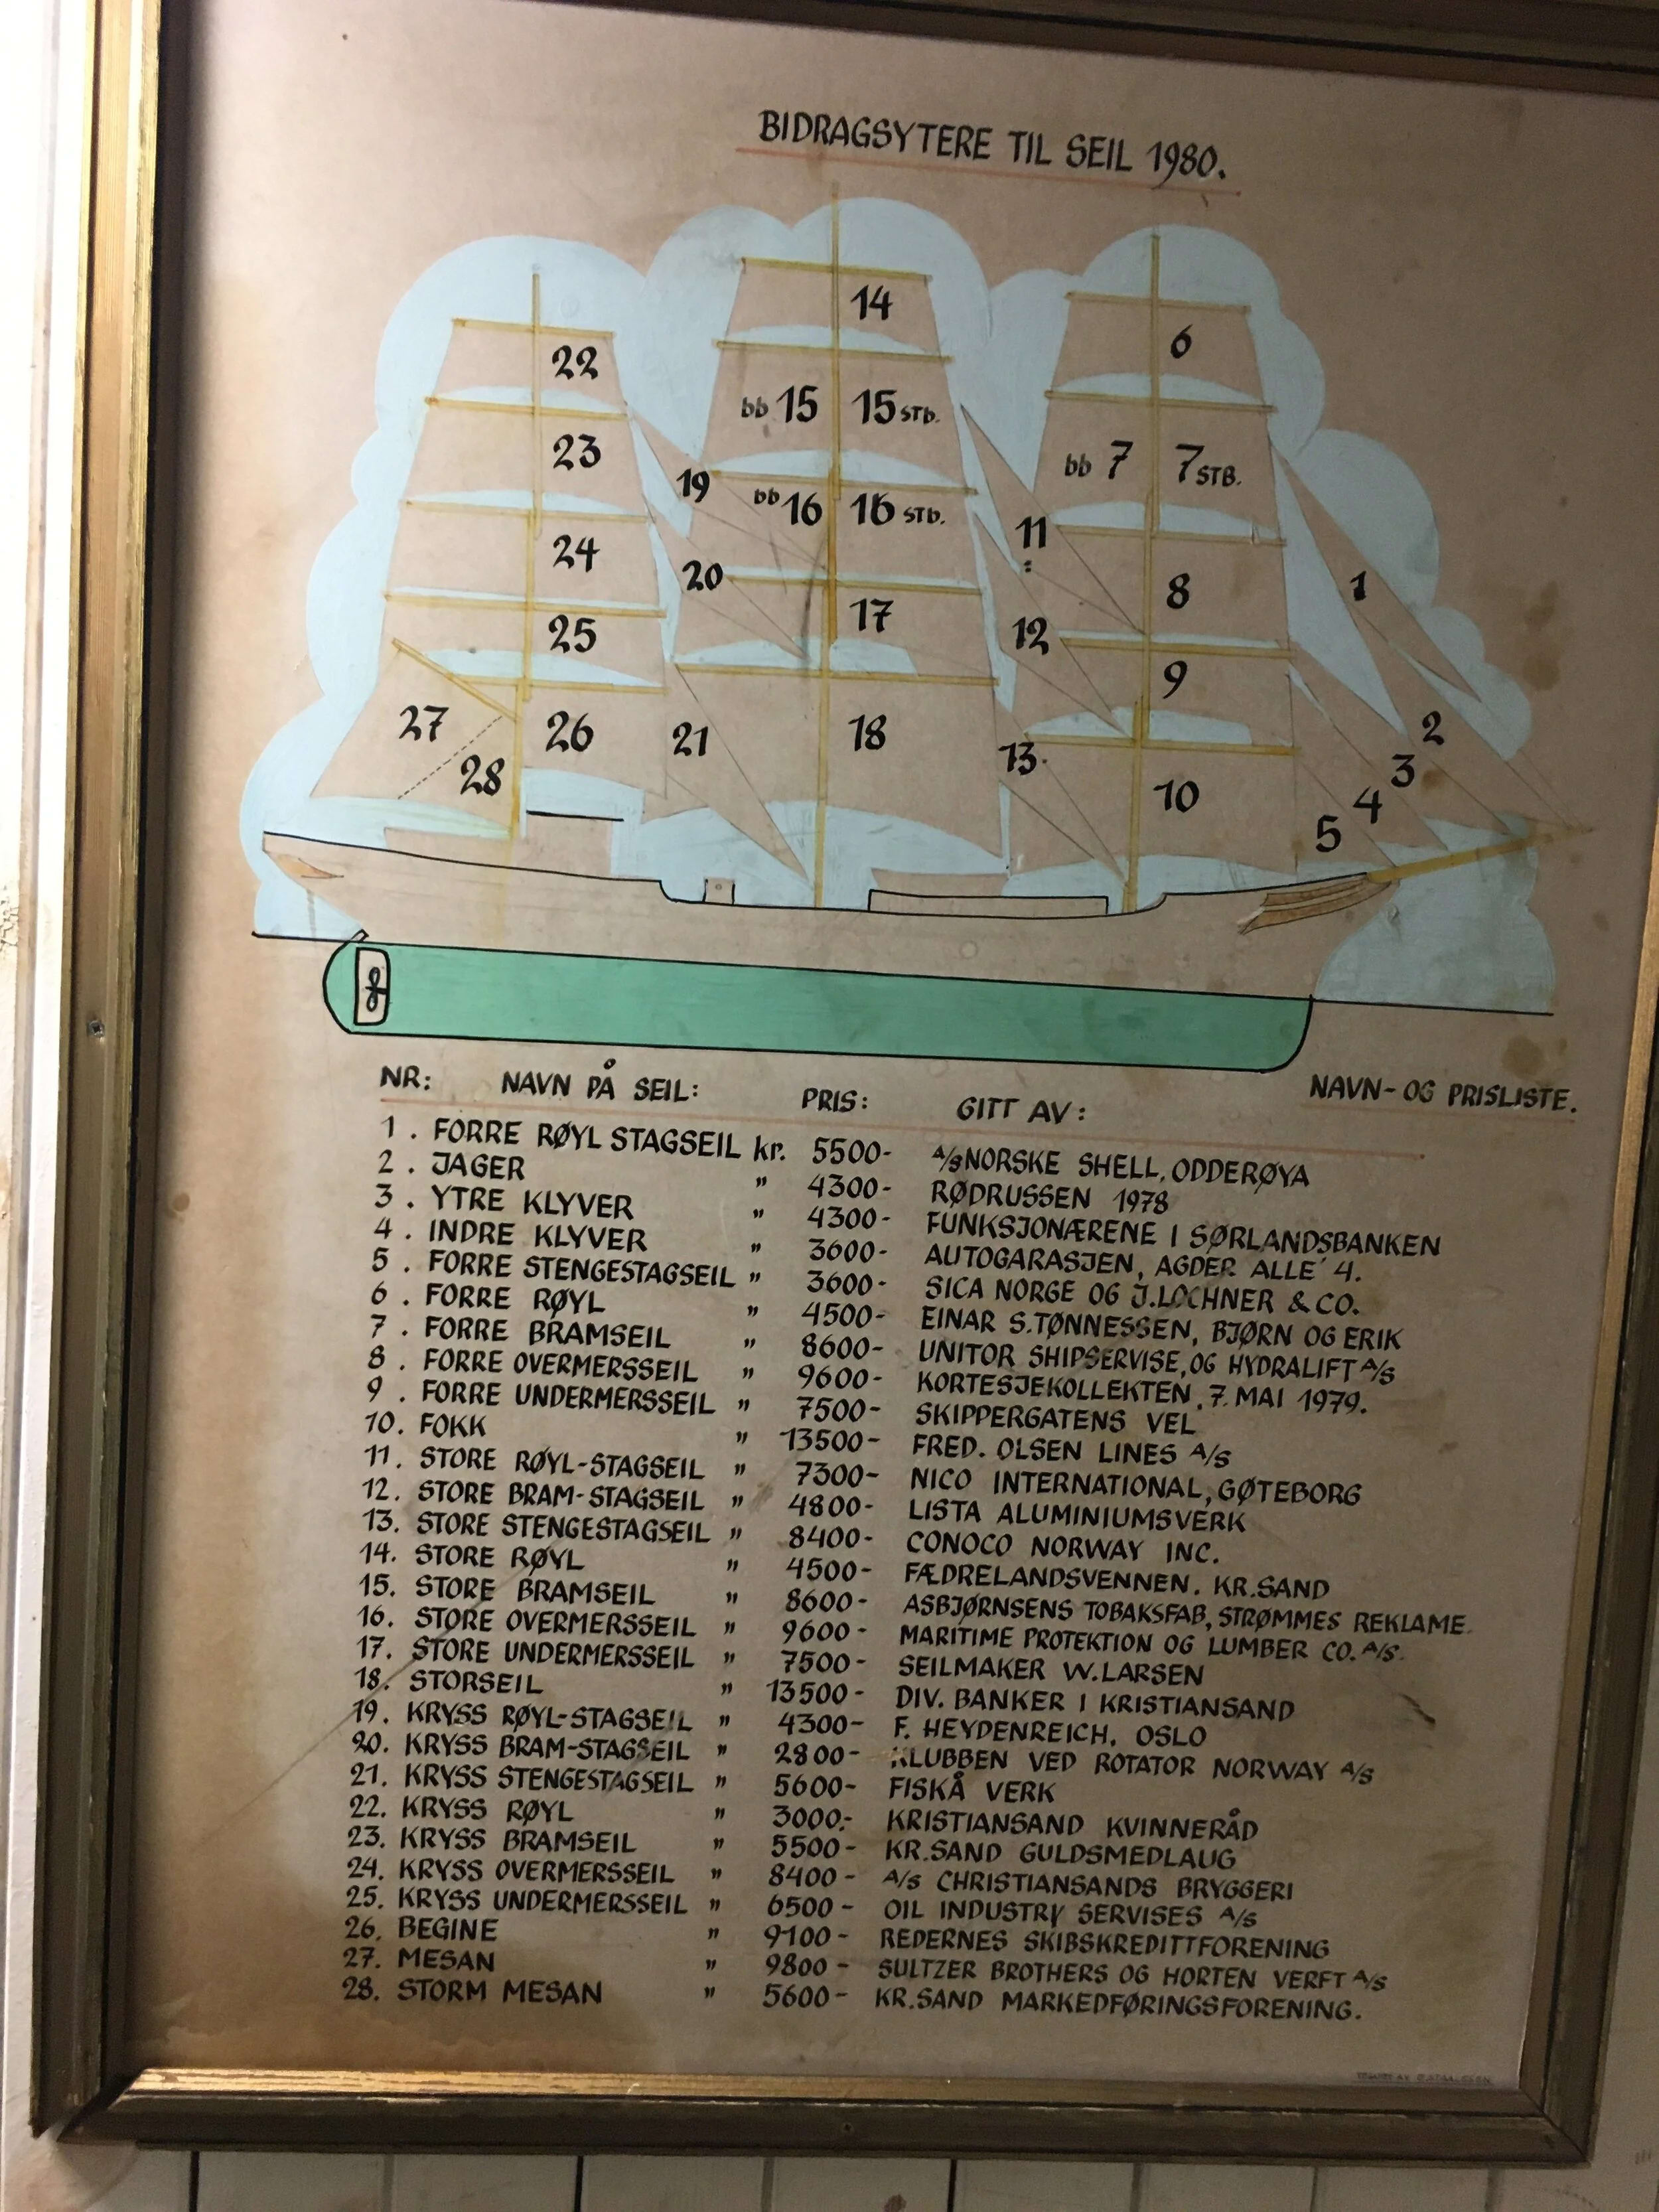 BIDRAGSYTERE TIL SEIL 1980.
14
6
22
bb 15 15 STB.
23
bb 7 7 STB.
19
bb 16 16 STB.
11
24
20
8
1
17
12
25
9
27
26
21
18
13.
2
28
10
3
4
5
NR: NAVN PÅ SEIL: PRIS: GITT AV: NAVN- OG PRISLISTE.
1. FORRE RØYL STAGSEIL kr. 5500- A/S NORSKE SHELL, ODDERØYA
2. JAGER " 4300- RØDRUSSEN 1978
3. YTRE KLYVER " 4300- FUNKSJONÆRENE I SØRLANDSBANKEN
4. INDRE KLYVER " 3600- AUTOGARASJEN, AGDER ALLE' 4.
5. FORRE STENGESTAGSEIL " 3600- SICA NORGE OG J. LOCHNER & CO.
6. FORRE RØYL " 4500- EINAR S. TØNNESSEN, BJØRN OG ERIK
7. FORRE BRAMSEIL " 8600- UNITOR SHIPSERVISE, OG HYDRALIFT A/S
8. FORRE OVERMERSSEIL " 9600- KORTESJEKOLLEKTEN, 7. MAI 1979.
9. FORRE UNDERMERSSEIL " 7500- SKIPPERGATENS VEL
10. FOKK " 13500- FRED. OLSEN LINES A/S
11. STORE RØYL-STAGSEIL " 7300- NICO INTERNATIONAL, GØTEBORG
12. STORE BRAM-STAGSEIL " 4800- LISTA ALUMINIUMSVERK
13. STORE STENGESTAGSEIL " 8400- CONOCO NORWAY INC.
14. STORE RØYL " 4500- FÆDRELANDSVENNEN. KR.SAND
15. STORE BRAMSEIL " 8600- ASBJØRNSENS TOBAKSFAB, STRØMMES REKLAME.
16. STORE OVERMERSSEIL " 9600- MARITIME PROTEKTION OG LUMBER CO. A/S.
17. STORE UNDERMERSSEIL " 7500- SEILMAKER W. LARSEN
18. STORSEIL " 13500- DIV. BANKER I KRISTIANSAND
19. KRYSS RØYL-STAGSEIL " 4300- F. HEYDENREICH. OSLO
20. KRYSS BRAM-STAGSEIL " 2800- KLUBBEN VED ROTATOR NORWAY A/S
21. KRYSS STENGESTAGSEIL " 5600- FISKÅ VERK
22. KRYSS RØYL " 3000.- KRISTIANSAND KVINNERÅD
23. KRYSS BRAMSEIL " 5500- KR.SAND GULDSMEDLAUG
24. KRYSS OVERMERSSEIL " 8400- A/S CHRISTIANSANDS BRYGGERI
25. KRYSS UNDERMERSSEIL " 6500- OIL INDUSTRY SERVISES A/S
26. BEGINE " 9100- REDERNES SKIBSKREDITTFORENING
27. MESAN " 9800- SULTZER BROTHERS OG HORTEN VERFT A/S
28. STORM MESAN " 5600- KR.SAND MARKEDFØRINGSFORENING.